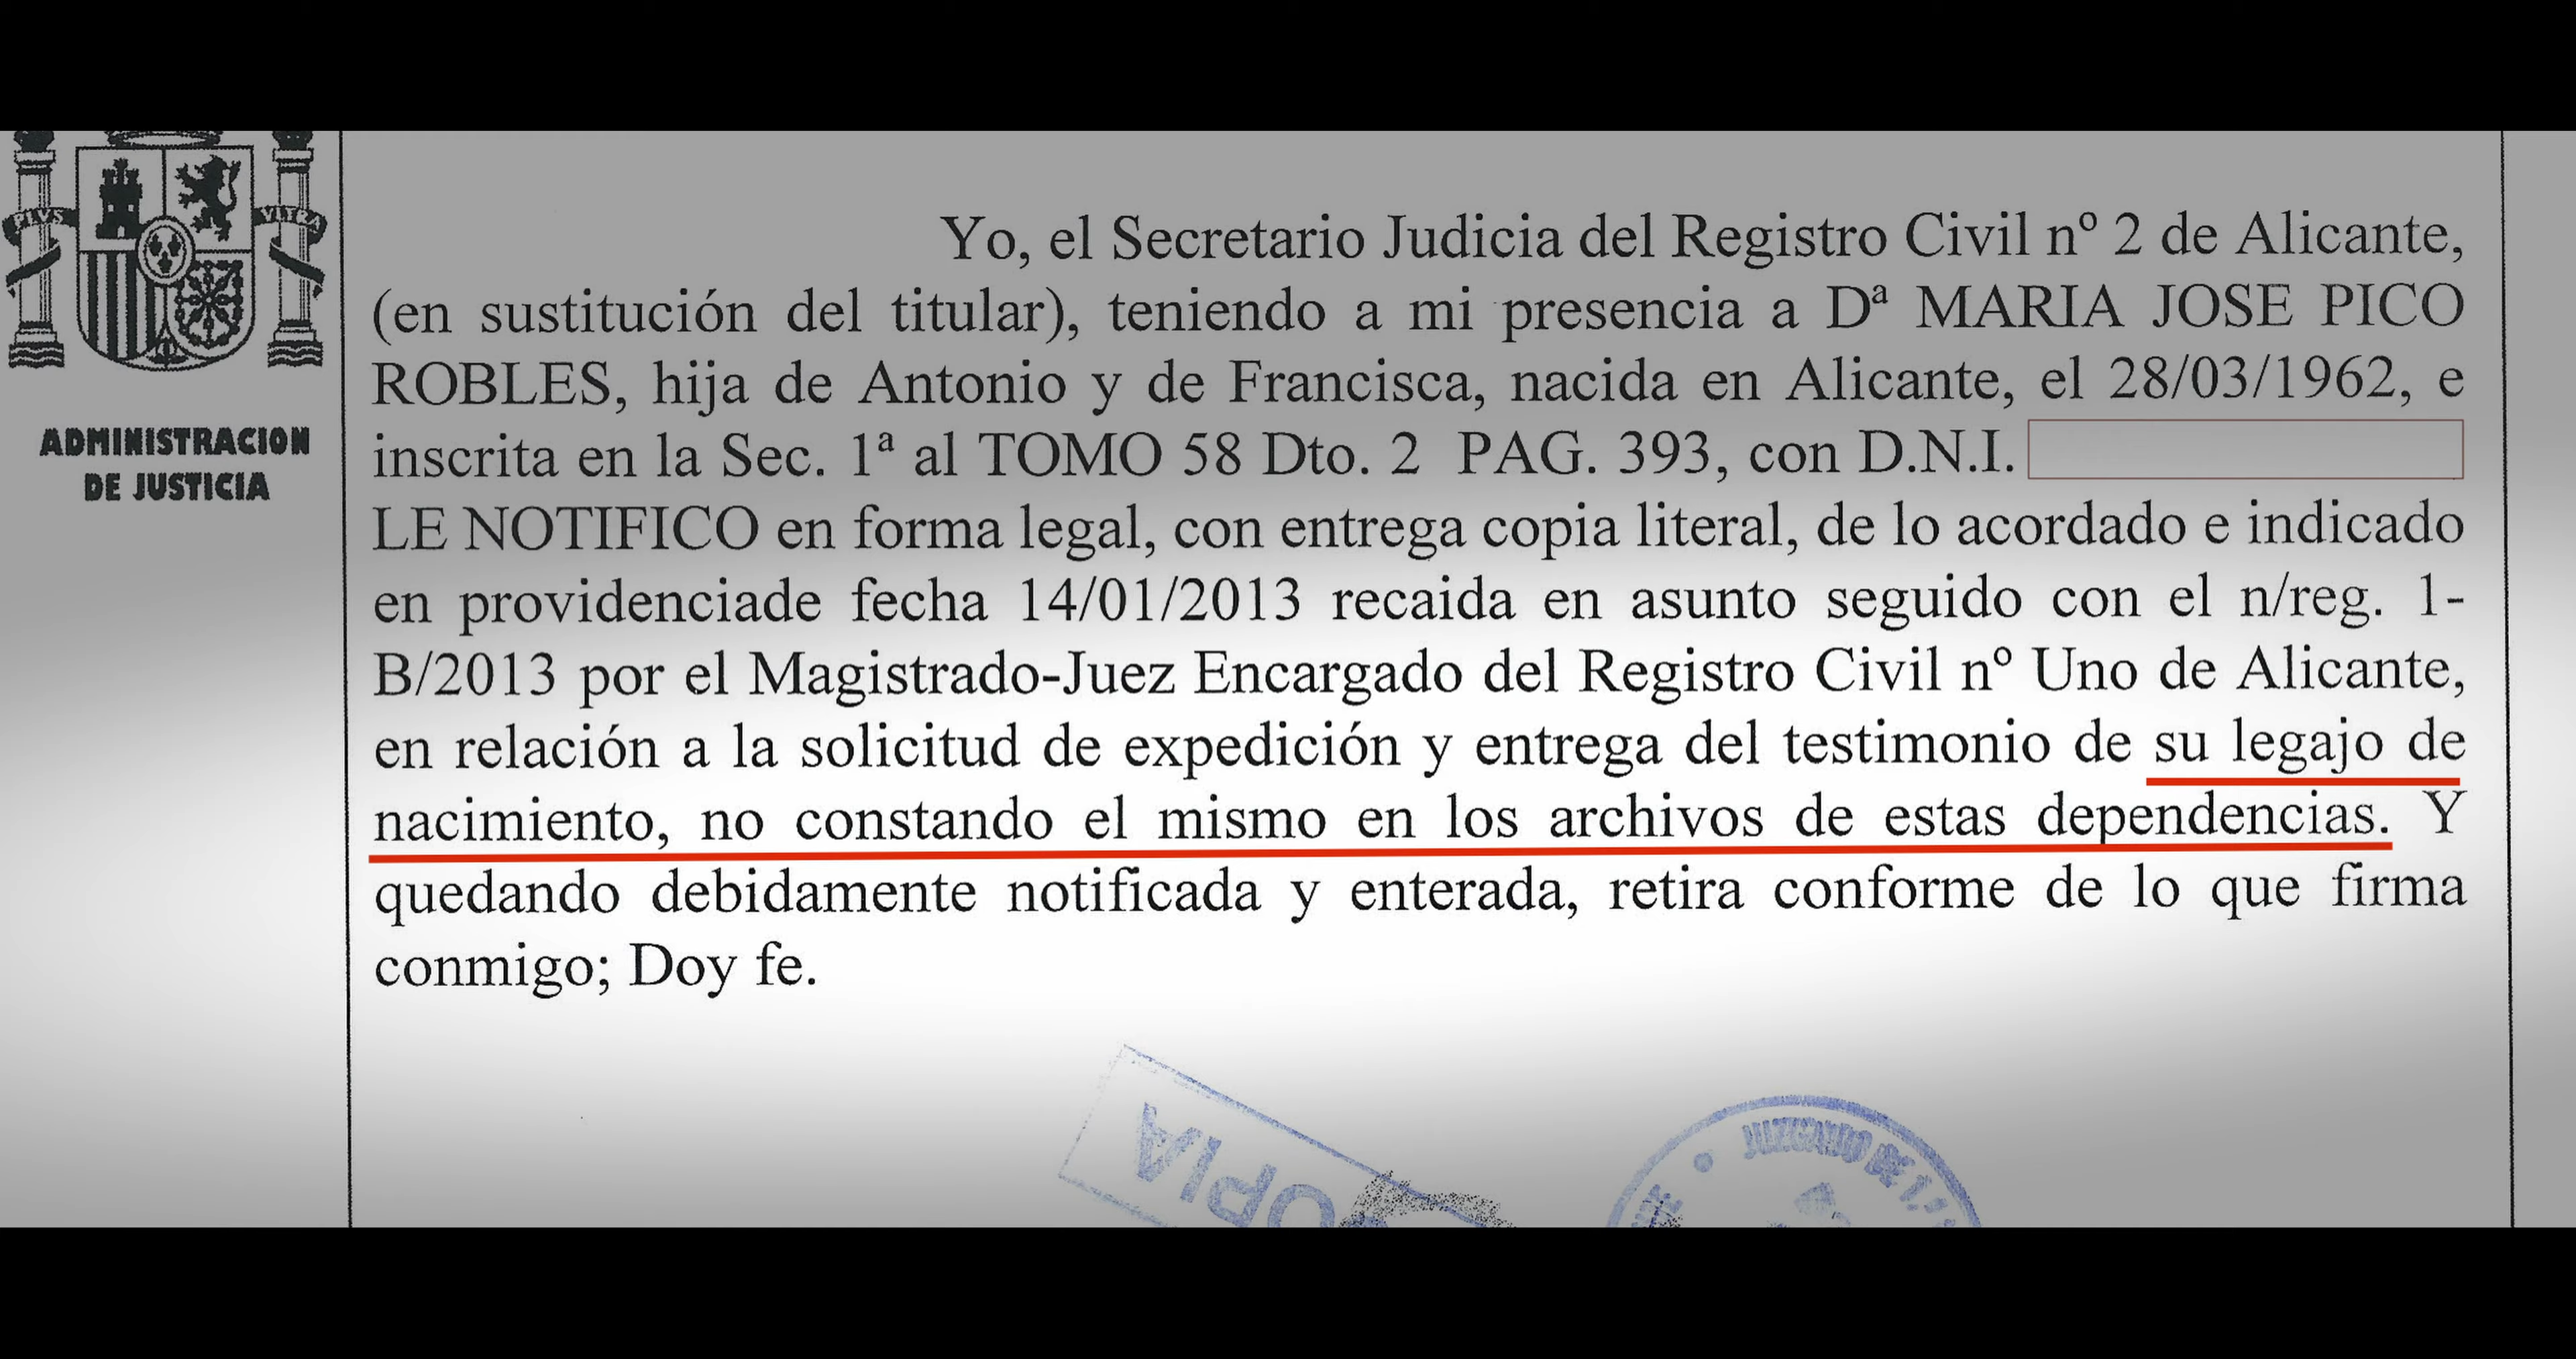 PLVS VLTRA
ADMINISTRACION
DE JUSTICIA
Yo, el Secretario Judicia del Registro Civil nº 2 de Alicante,
(en sustitución del titular), teniendo a mi presencia a Dª MARIA JOSE PICO
ROBLES, hija de Antonio y de Francisca, nacida en Alicante, el 28/03/1962, e
inscrita en la Sec. 1ª al TOMO 58 Dto. 2 PAG. 393, con D.N.I.
LE NOTIFICO en forma legal, con entrega copia literal, de lo acordado e indicado
en providenciade fecha 14/01/2013 recaida en asunto seguido con el n/reg. 1-
B/2013 por el Magistrado-Juez Encargado del Registro Civil nº Uno de Alicante,
en relación a la solicitud de expedición y entrega del testimonio de su legajo de
nacimiento, no constando el mismo en los archivos de estas dependencias. Y
quedando debidamente notificada y enterada, retira conforme de lo que firma
conmigo; Doy fe.
OPIA
JUZGADO DE